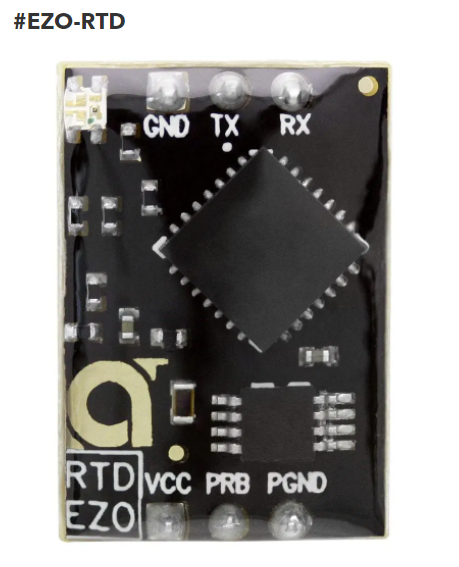 #EZO-RTD
GND TX RX
RTD
EZO
VCC PRB PGND